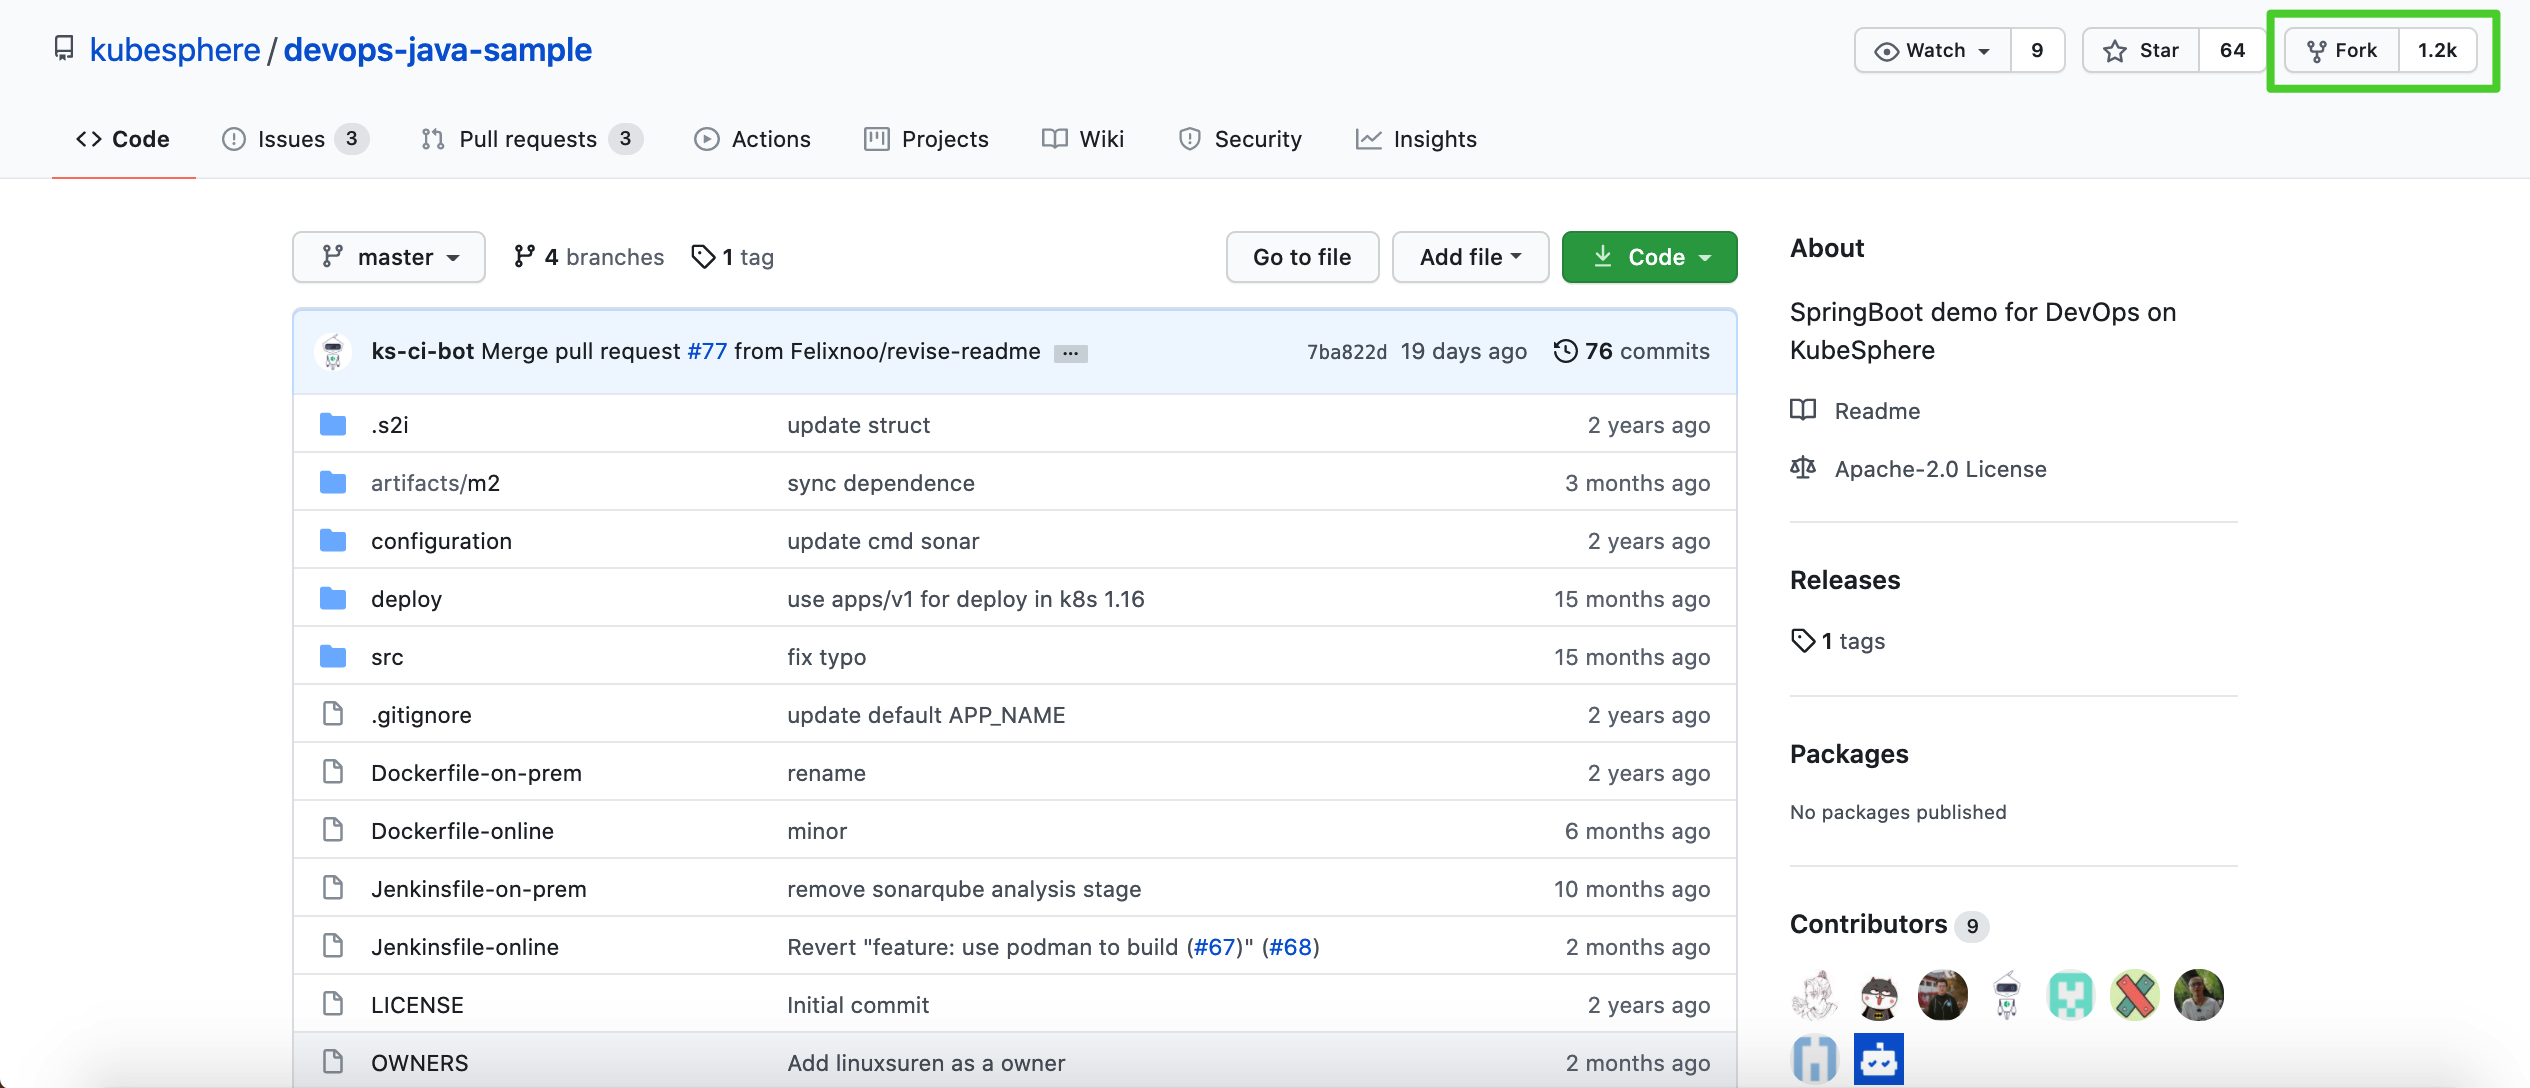 kubesphere / devops-java-sample
Watch 9 Star 64 Fork 1.2k
Code Issues 3 Pull requests 3 Actions Projects Wiki Security Insights
master 4 branches 1 tag Go to file Add file Code
ks-ci-bot Merge pull request #77 from Felixnoo/revise-readme ... 7ba822d 19 days ago 76 commits
.s2i update struct 2 years ago
artifacts/m2 sync dependence 3 months ago
configuration update cmd sonar 2 years ago
deploy use apps/v1 for deploy in k8s 1.16 15 months ago
src fix typo 15 months ago
.gitignore update default APP_NAME 2 years ago
Dockerfile-on-prem rename 2 years ago
Dockerfile-online minor 6 months ago
Jenkinsfile-on-prem remove sonarqube analysis stage 10 months ago
Jenkinsfile-online Revert "feature: use podman to build (#67)" (#68) 2 months ago
LICENSE Initial commit 2 years ago
OWNERS Add linuxsuren as a owner 2 months ago
About
SpringBoot demo for DevOps on
KubeSphere
Readme
Apache-2.0 License
Releases
1 tags
Packages
No packages published
Contributors 9